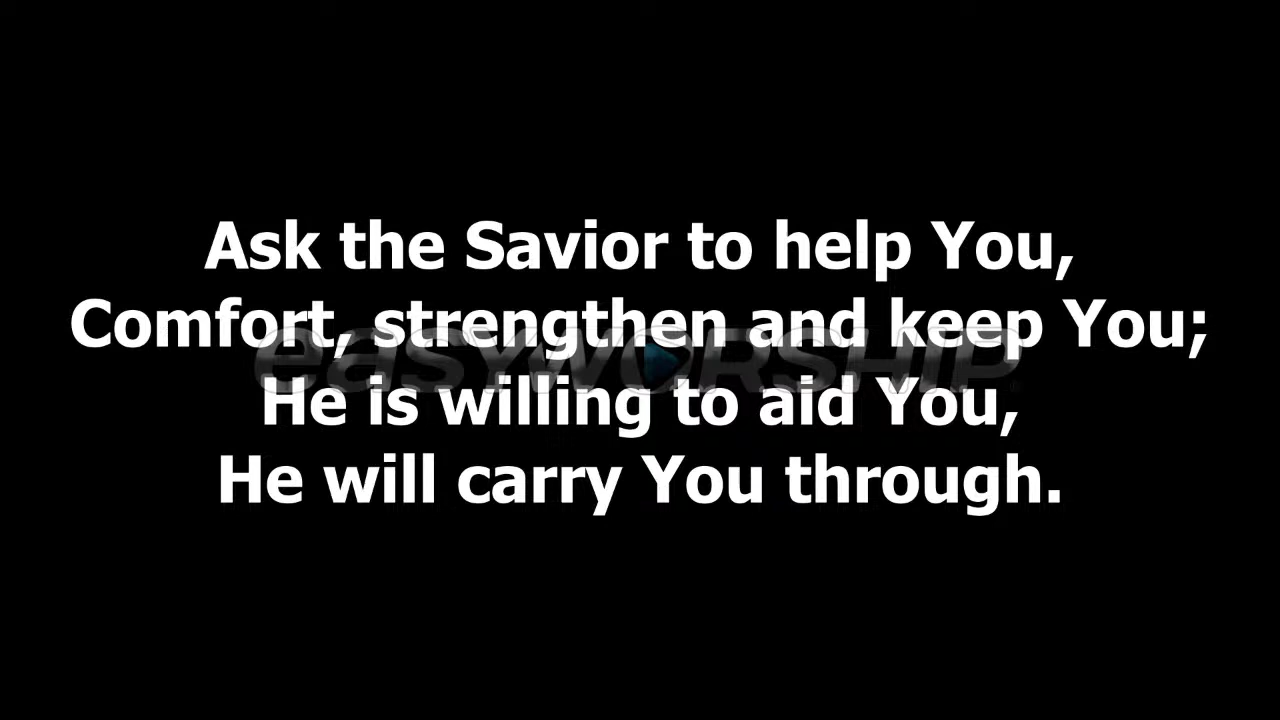 Ask the Savior to help You,
Comfort, strengthen and keep You;
easyworship
He is willing to aid You,
He will carry You through.